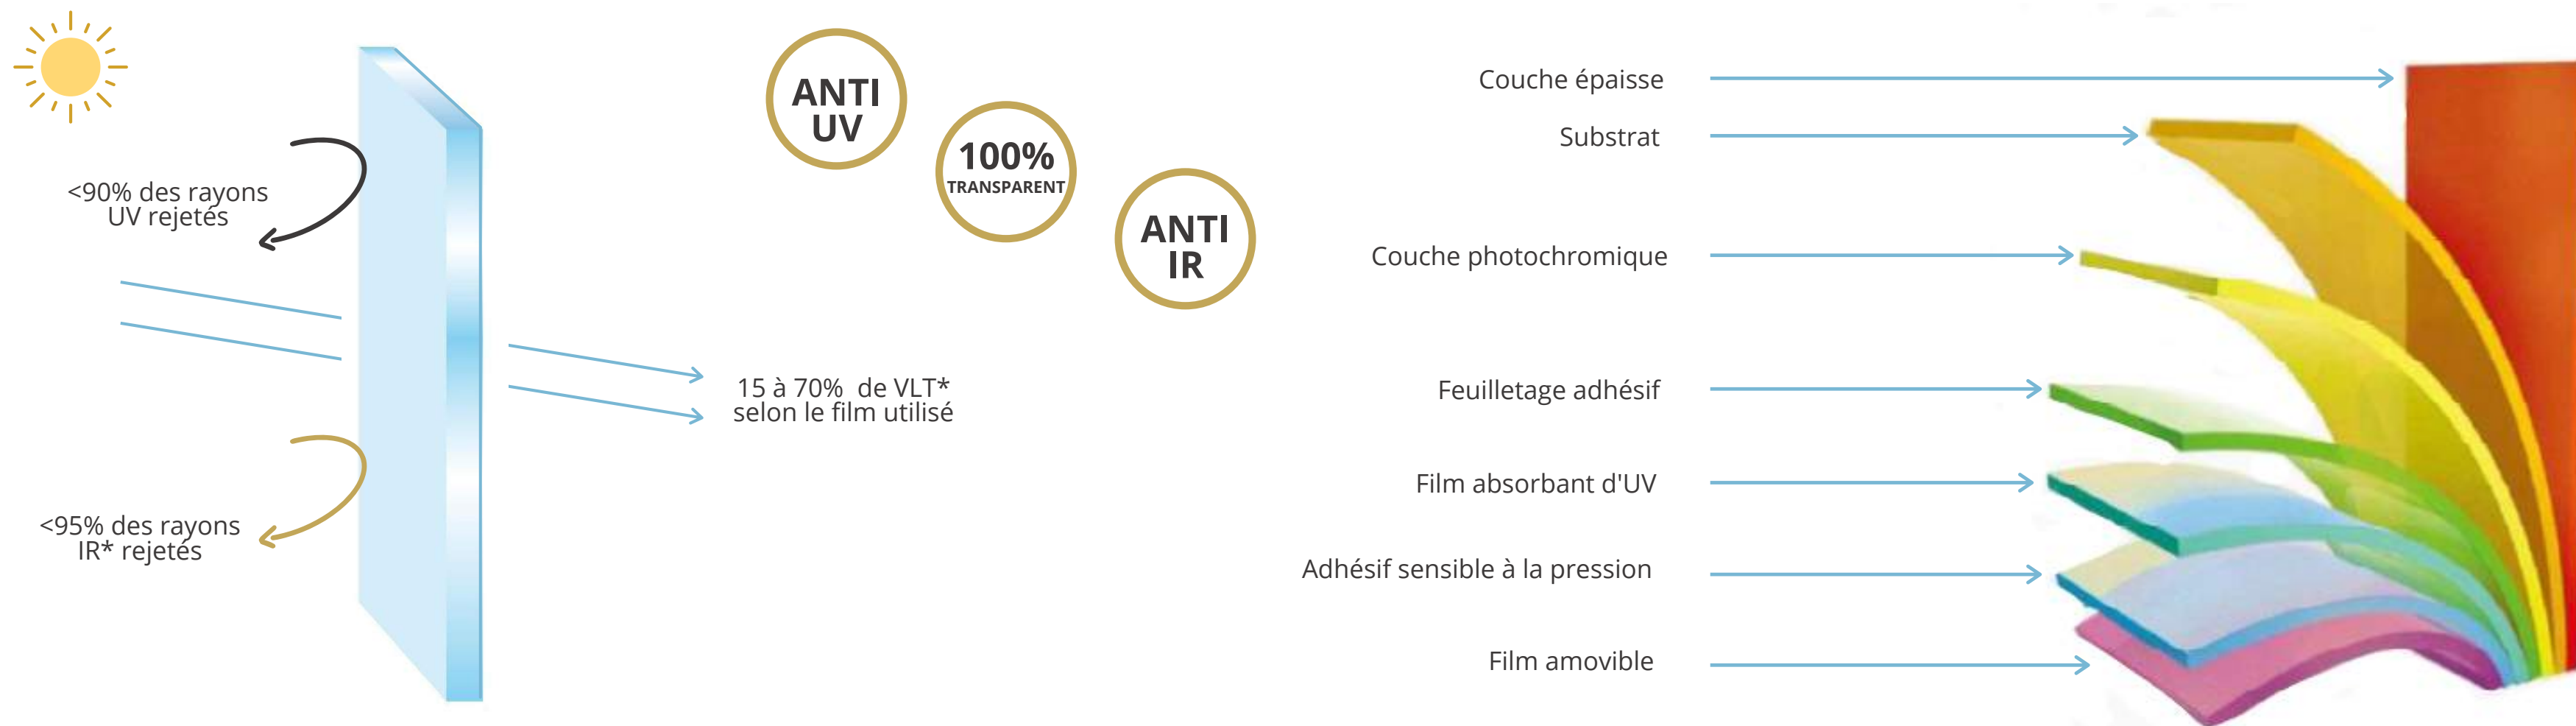 <90% des rayons
UV rejetés
<95% des rayons
IR* rejetés
15 à 70% de VLT*
selon le film utilisé
ANTI
UV
100%
TRANSPARENT
ANTI
IR
Couche épaisse
Substrat
Couche photochromique
Feuilletage adhésif
Film absorbant d'UV
Adhésif sensible à la pression
Film amovible